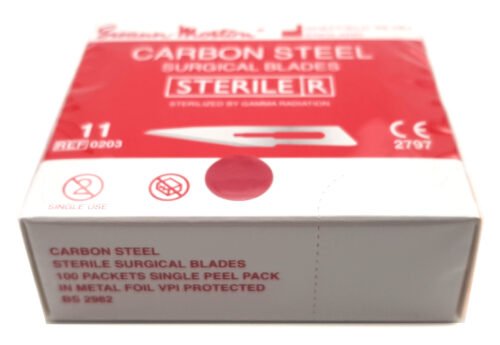 Swann Morton
CARBON STEEL
SURGICAL BLADES
STERILE R
STERILIZED BY GAMMA RADIATION
11
REF 0203
CE
2797
SINGLE USE
CARBON STEEL
STERILE SURGICAL BLADES
100 PACKETS SINGLE PEEL PACK
IN METAL FOIL VPI PROTECTED
BS 2982